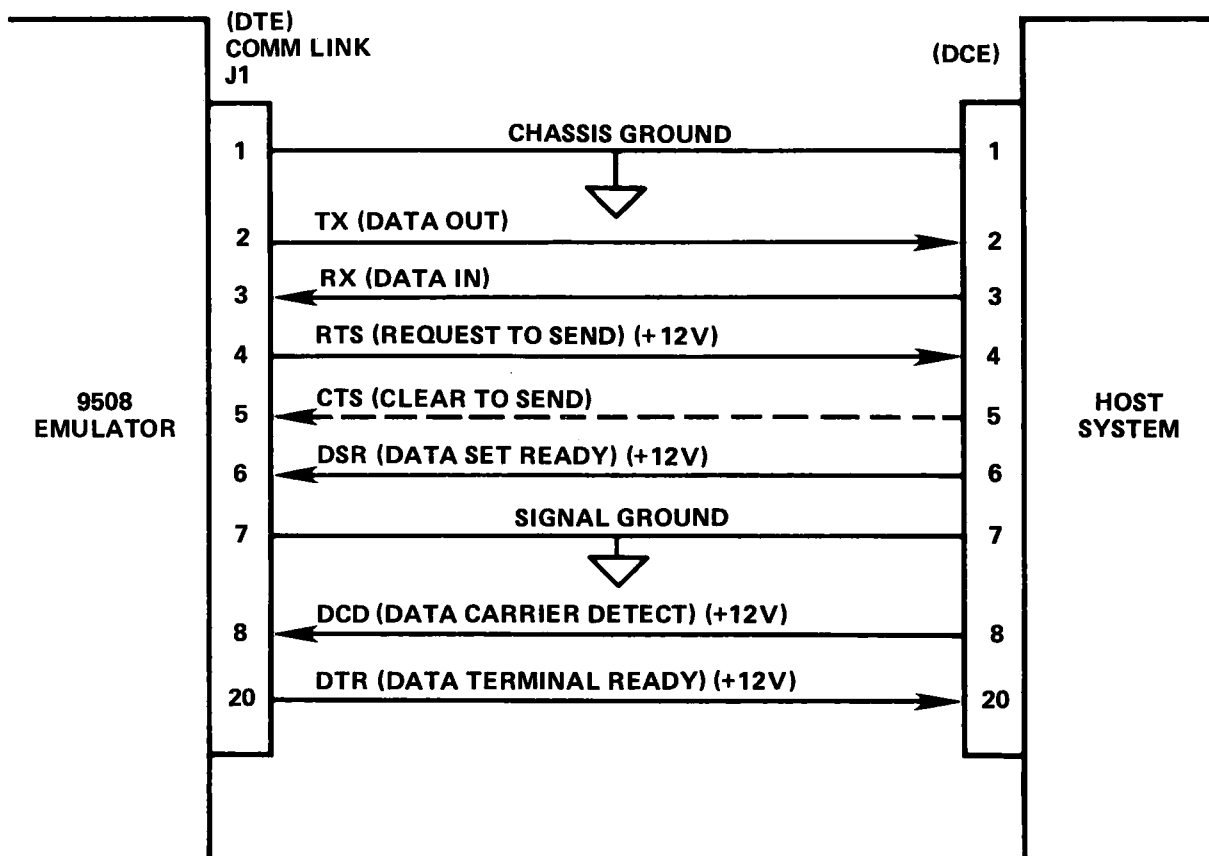 (DTE)
COMM LINK
J1
(DCE)
1 CHASSIS GROUND 1
2 TX (DATA OUT) 2
3 RX (DATA IN) 3
4 RTS (REQUEST TO SEND) (+12V) 4
5 CTS (CLEAR TO SEND) 5
9508
EMULATOR
HOST
SYSTEM
6 DSR (DATA SET READY) (+12V) 6
7 SIGNAL GROUND 7
8 DCD (DATA CARRIER DETECT) (+12V) 8
20 DTR (DATA TERMINAL READY) (+12V) 20